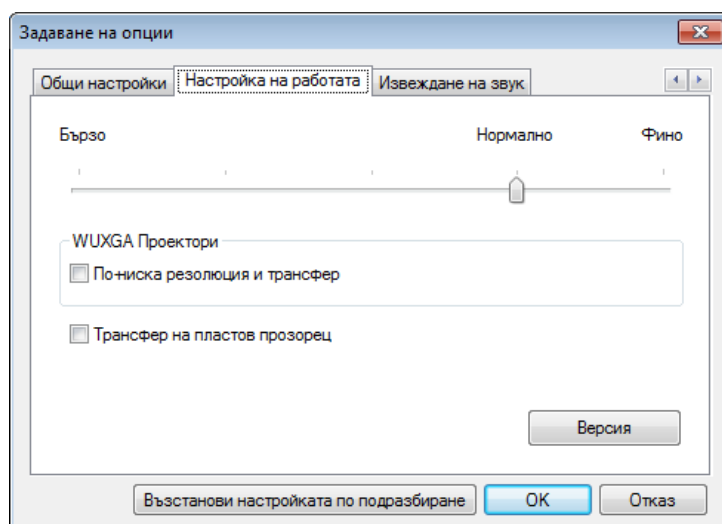 Задаване на опции
Общи настройки Настройка на работата Извеждане на звук
Бързо Нормално Фино
WUXGA Проектори
По-ниска резолюция и трансфер
Трансфер на пластов прозорец
Версия
Възстанови настройката по подразбиране OK Отказ